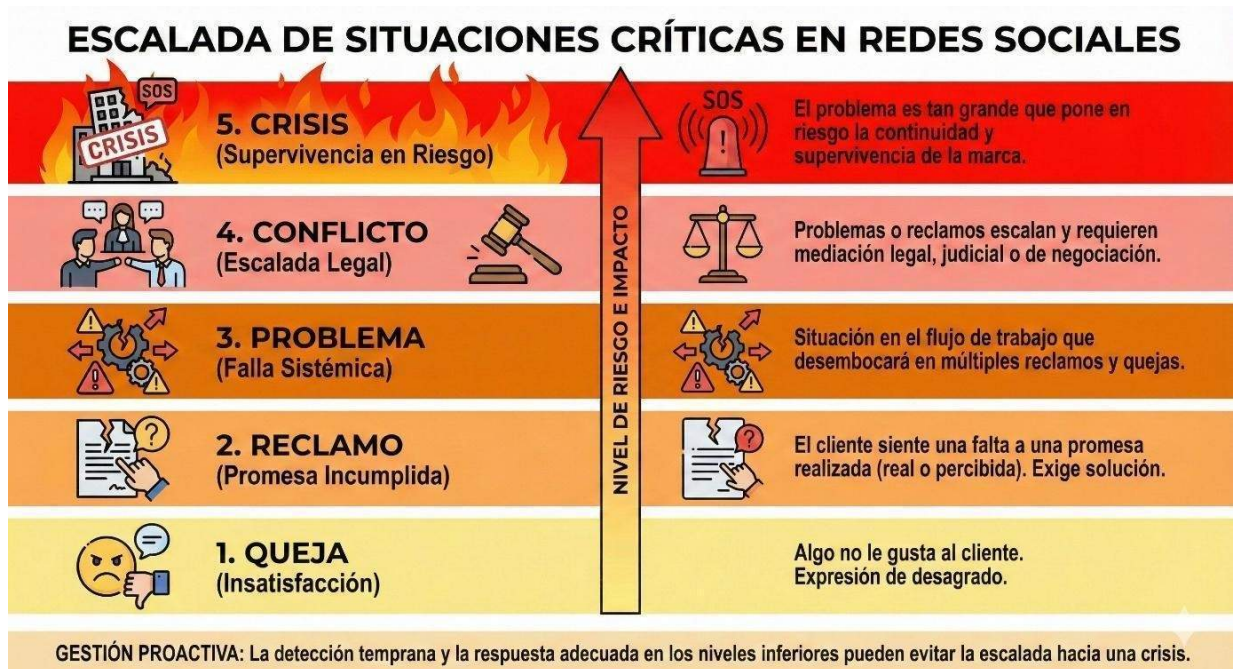 ESCALADA DE SITUACIONES CRÍTICAS EN REDES SOCIALES
SOS
CRISIS
5. CRISIS
(Supervivencia en Riesgo)
SOS
El problema es tan grande que pone en
riesgo la continuidad y
supervivencia de la marca.
4. CONFLICTO
(Escalada Legal)
Problemas o reclamos escalan y requieren
mediación legal, judicial o de negociación.
3. PROBLEMA
(Falla Sistémica)
Situación en el flujo de trabajo que
desembocará en múltiples reclamos y quejas.
2. RECLAMO
(Promesa Incumplida)
El cliente siente una falta a una promesa
realizada (real o percibida). Exige solución.
1. QUEJA
(Insatisfacción)
Algo no le gusta al cliente.
Expresión de desagrado.
NIVEL DE RIESGO E IMPACTO
GESTIÓN PROACTIVA: La detección temprana y la respuesta adecuada en los niveles inferiores pueden evitar la escalada hacia una crisis.